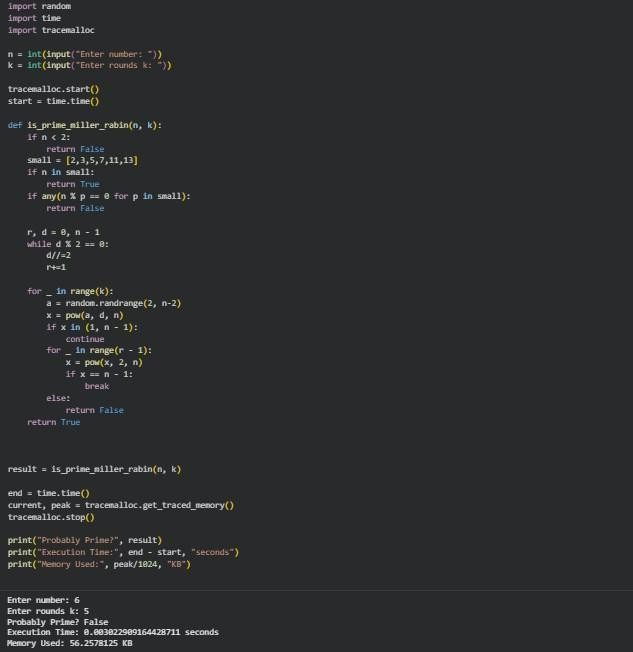 import random
import time
import tracemalloc

n = int(input("Enter number: "))
k = int(input("Enter rounds k: "))

tracemalloc.start()
start = time.time()

def is_prime_miller_rabin(n, k):
    if n < 2:
        return False
    small = [2,3,5,7,11,13]
    if n in small:
        return True
    if any(n % p == 0 for p in small):
        return False

    r, d = 0, n - 1
    while d % 2 == 0:
        d//=2
        r+=1

    for _ in range(k):
        a = random.randrange(2, n-2)
        x = pow(a, d, n)
        if x in (1, n - 1):
            continue
        for _ in range(r - 1):
            x = pow(x, 2, n)
            if x == n - 1:
                break
        else:
            return False
    return True

result = is_prime_miller_rabin(n, k)

end = time.time()
current, peak = tracemalloc.get_traced_memory()
tracemalloc.stop()

print("Probably Prime?", result)
print("Execution Time:", end - start, "seconds")
print("Memory Used:", peak/1024, "KB")

Enter number: 6
Enter rounds k: 5
Probably Prime? False
Execution Time: 0.003022909164428711 seconds
Memory Used: 56.2578125 KB